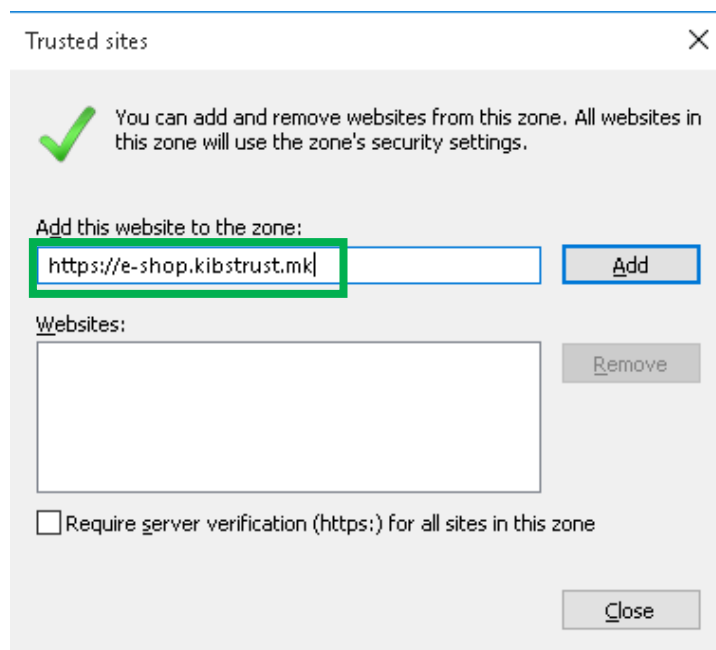 Trusted sites
You can add and remove websites from this zone. All websites in
this zone will use the zone's security settings.
Add this website to the zone:
https://e-shop.kibstrust.mk
Add
Websites:
Remove
Require server verification (https:) for all sites in this zone
Close